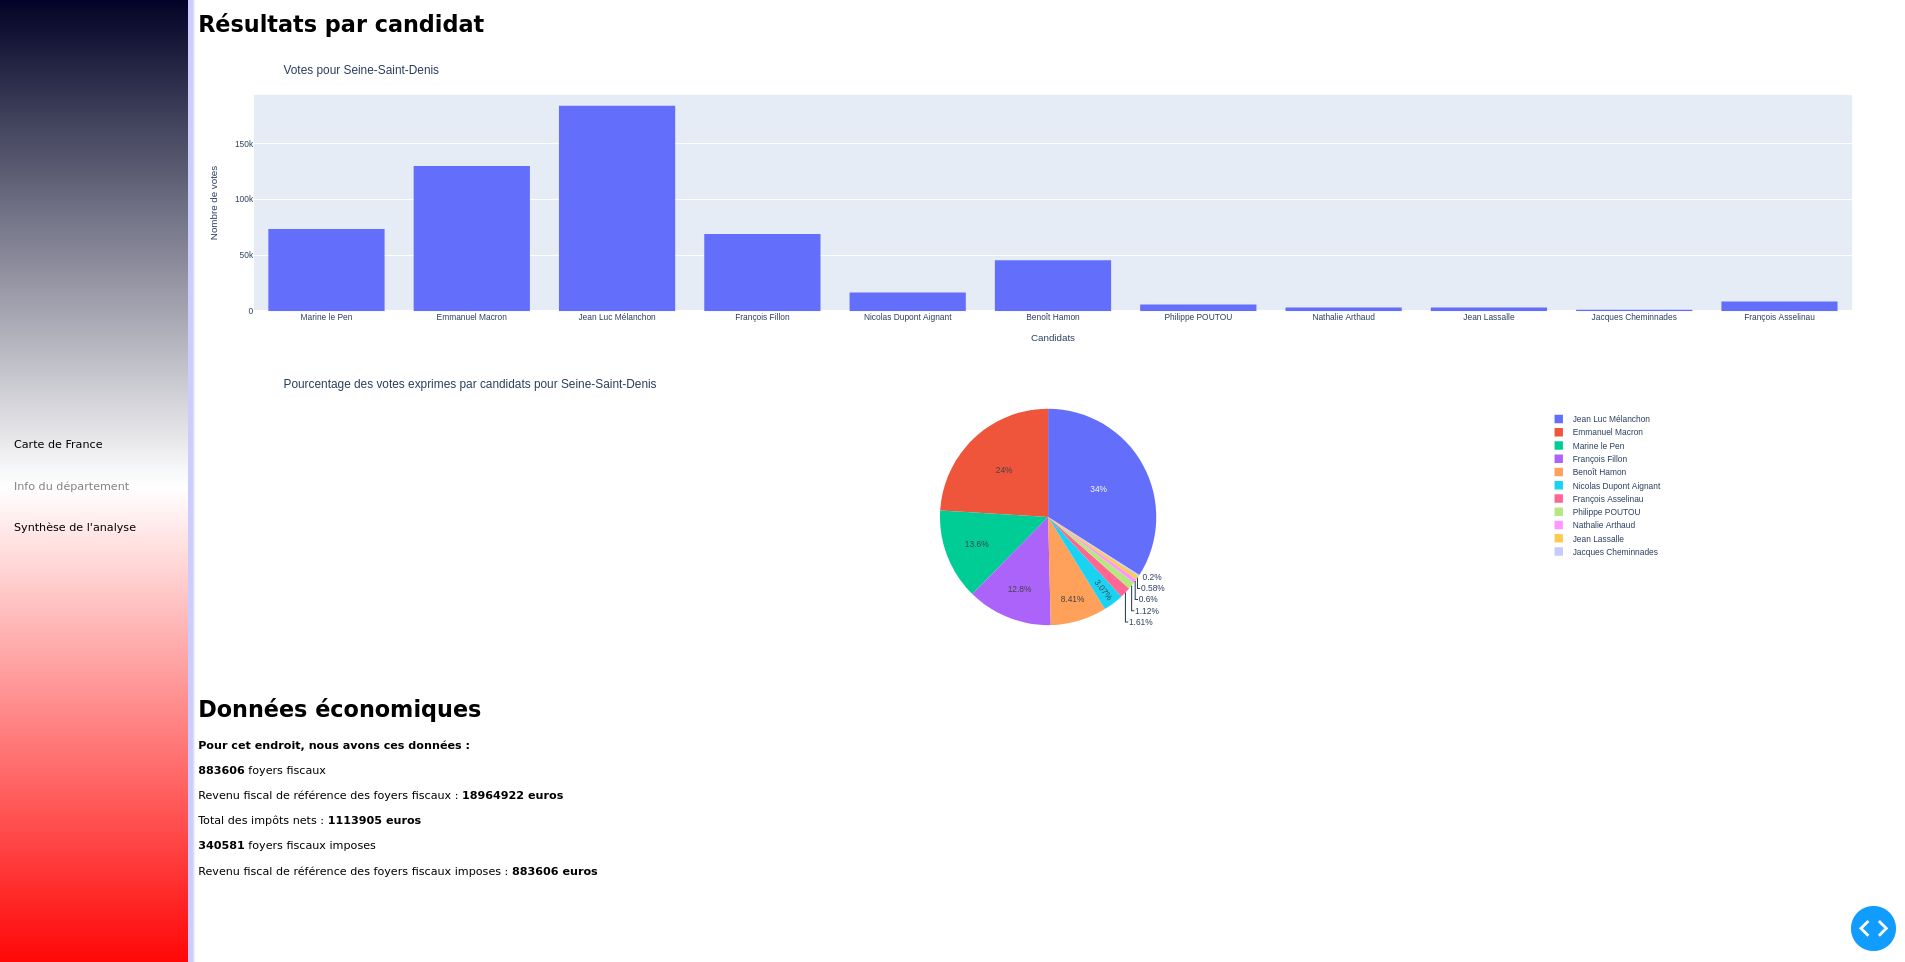 Résultats par candidat
Votes pour Seine-Saint-Denis
Nombre de votes
150k
100k
50k
0
Marine le Pen
Emmanuel Macron
Jean Luc Mélanchon
François Fillon
Nicolas Dupont Aignant
Benoît Hamon
Philippe POUTOU
Nathalie Arthaud
Jean Lassalle
Jacques Cheminnades
François Asselinau
Candidats
Pourcentage des votes exprimes par candidats pour Seine-Saint-Denis
34%
24%
13.6%
12.8%
8.41%
3.07%
0.2%
0.58%
0.6%
1.12%
1.61%
Jean Luc Mélanchon
Emmanuel Macron
Marine le Pen
François Fillon
Benoît Hamon
Nicolas Dupont Aignant
François Asselinau
Philippe POUTOU
Nathalie Arthaud
Jean Lassalle
Jacques Cheminnades
Carte de France
Info du département
Synthèse de l'analyse
Données économiques
Pour cet endroit, nous avons ces données :
883606 foyers fiscaux
Revenu fiscal de référence des foyers fiscaux : 18964922 euros
Total des impôts nets : 1113905 euros
340581 foyers fiscaux imposes
Revenu fiscal de référence des foyers fiscaux imposes : 883606 euros